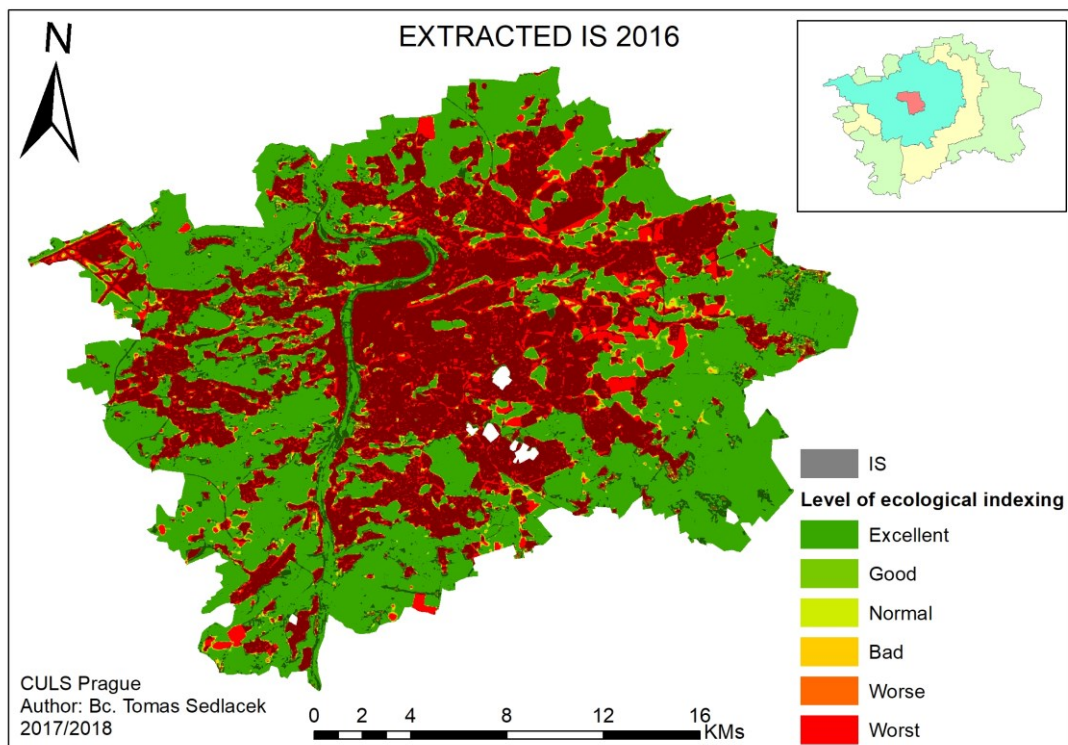 N
EXTRACTED IS 2016
IS
Level of ecological indexing
Excellent
Good
Normal
Bad
Worse
Worst
CULS Prague
Author: Bc. Tomas Sedlacek
2017/2018
0 2 4 8 12 16
KMs